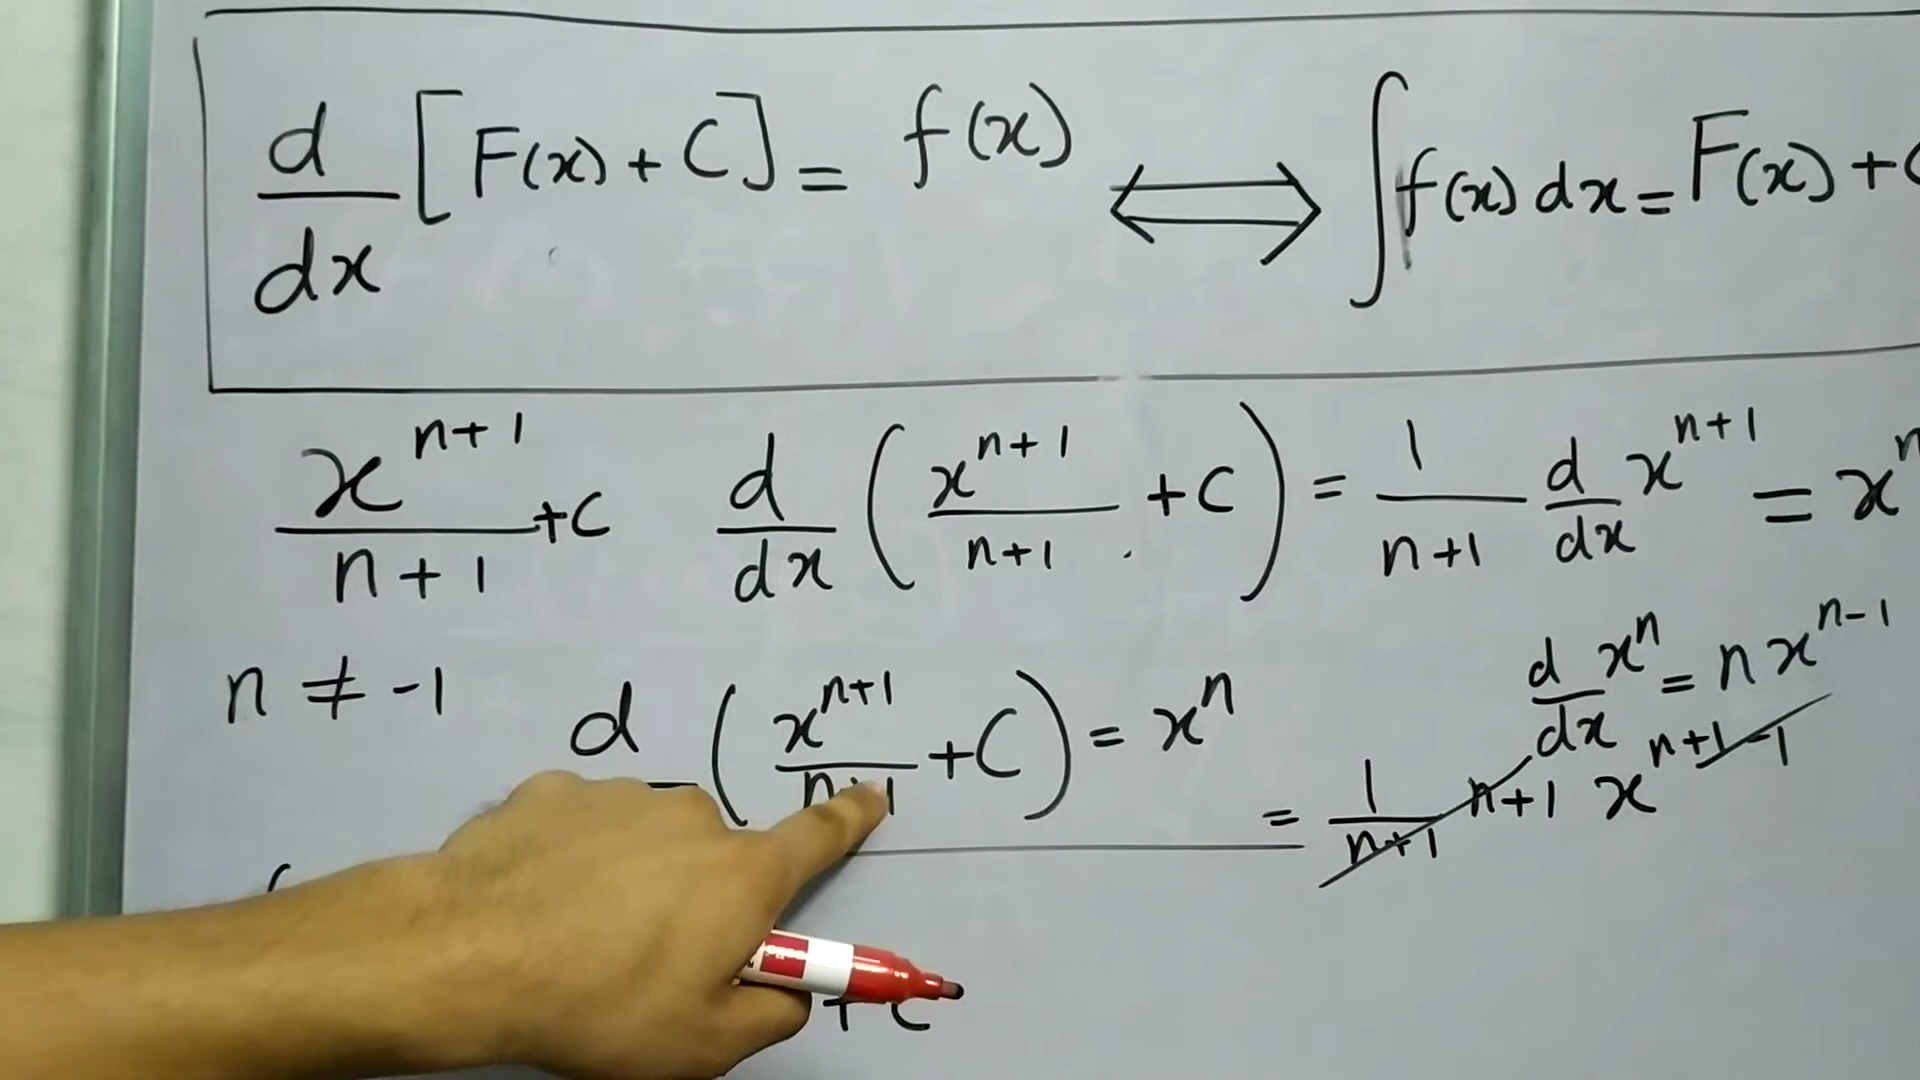 d/dx [F(x) + C] = f(x) ⟺ ∫f(x) dx = F(x) + C
x^(n+1)/(n+1) + C   d/dx (x^(n+1)/(n+1) + C) = 1/(n+1) d/dx x^(n+1) = x^n
d/dx x^n = n x^(n-1)
n ≠ -1   d (x^(n+1)/(n+1) + C) = x^n
= 1/(n+1) n+1 x^(n+1-1)
+ C